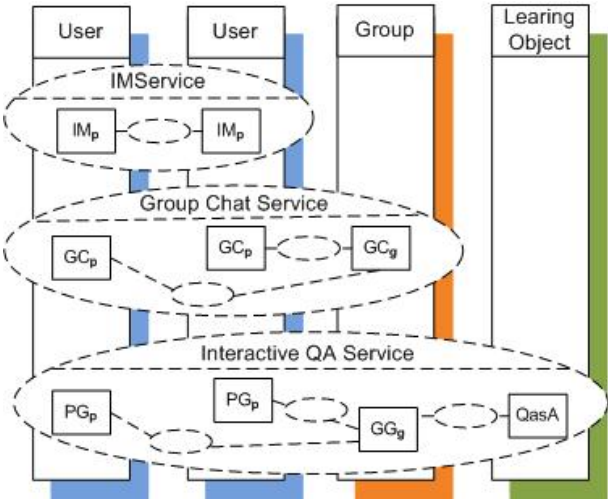 User
User
Group
Learing
Object
IMService
IMp
IMp
Group Chat Service
GCp
GCp
GCg
Interactive QA Service
PGp
PGp
GGg
QasA